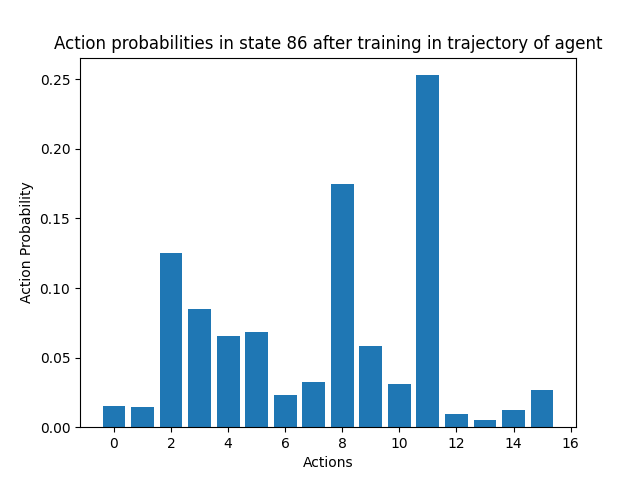 Action probabilities in state 86 after training in trajectory of agent
0.25
0.20
0.15
0.10
0.05
0.00
Action Probability
0 2 4 6 8 10 12 14 16
Actions